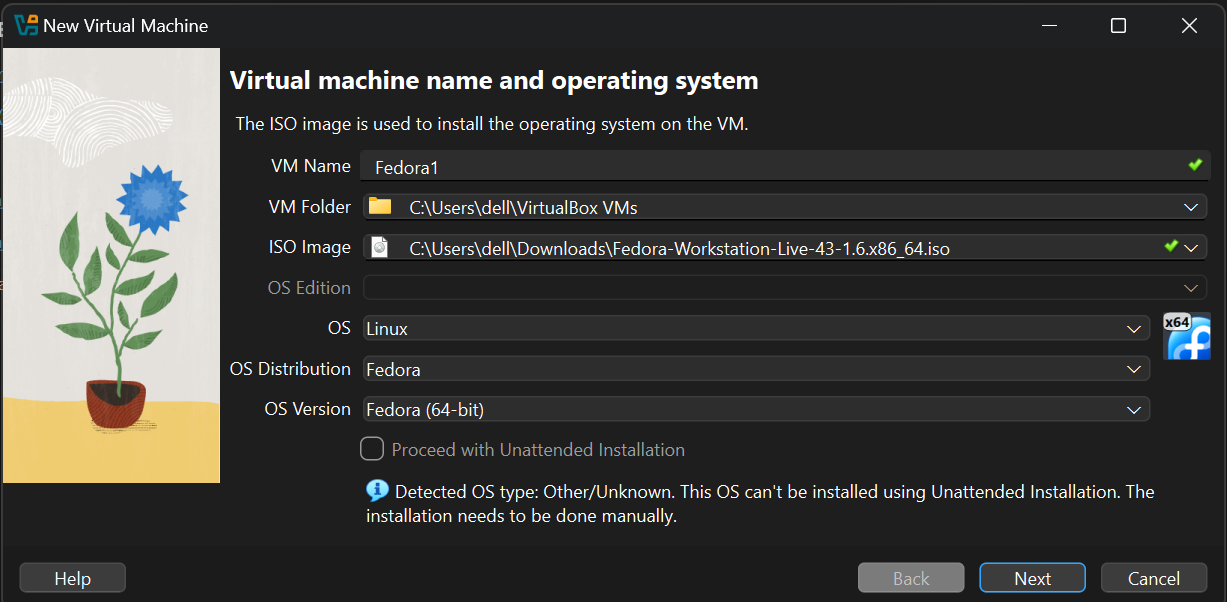 New Virtual Machine
Virtual machine name and operating system
The ISO image is used to install the operating system on the VM.
VM Name Fedora1
VM Folder C:\Users\dell\VirtualBox VMs
ISO Image C:\Users\dell\Downloads\Fedora-Workstation-Live-43-1.6.x86_64.iso
OS Edition
OS Linux
x64
OS Distribution Fedora
OS Version Fedora (64-bit)
Proceed with Unattended Installation
Detected OS type: Other/Unknown. This OS can't be installed using Unattended Installation. The
installation needs to be done manually.
Help Back Next Cancel